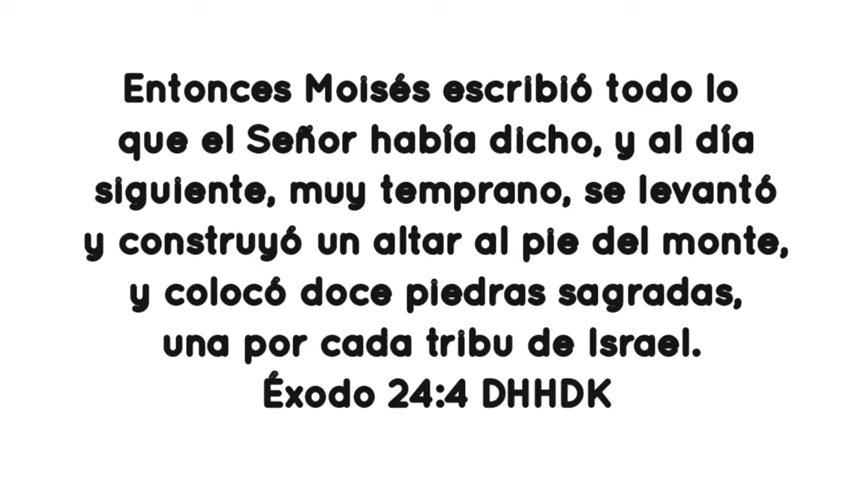 Entonces Moisés escribió todo lo
que el Señor había dicho, y al día
siguiente, muy temprano, se levantó
y construyó un altar al pie del monte,
y colocó doce piedras sagradas,
una por cada tribu de Israel.
Éxodo 24:4 DHHDK